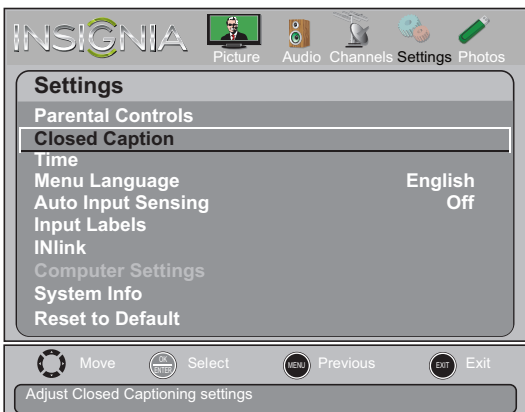 INSIGNIA
Picture Audio Channels Settings Photos
Settings
Parental Controls
Closed Caption
Time
Menu Language English
Auto Input Sensing Off
Input Labels
INlink
Computer Settings
System Info
Reset to Default
Move OK ENTER Select MENU Previous EXIT Exit
Adjust Closed Captioning settings